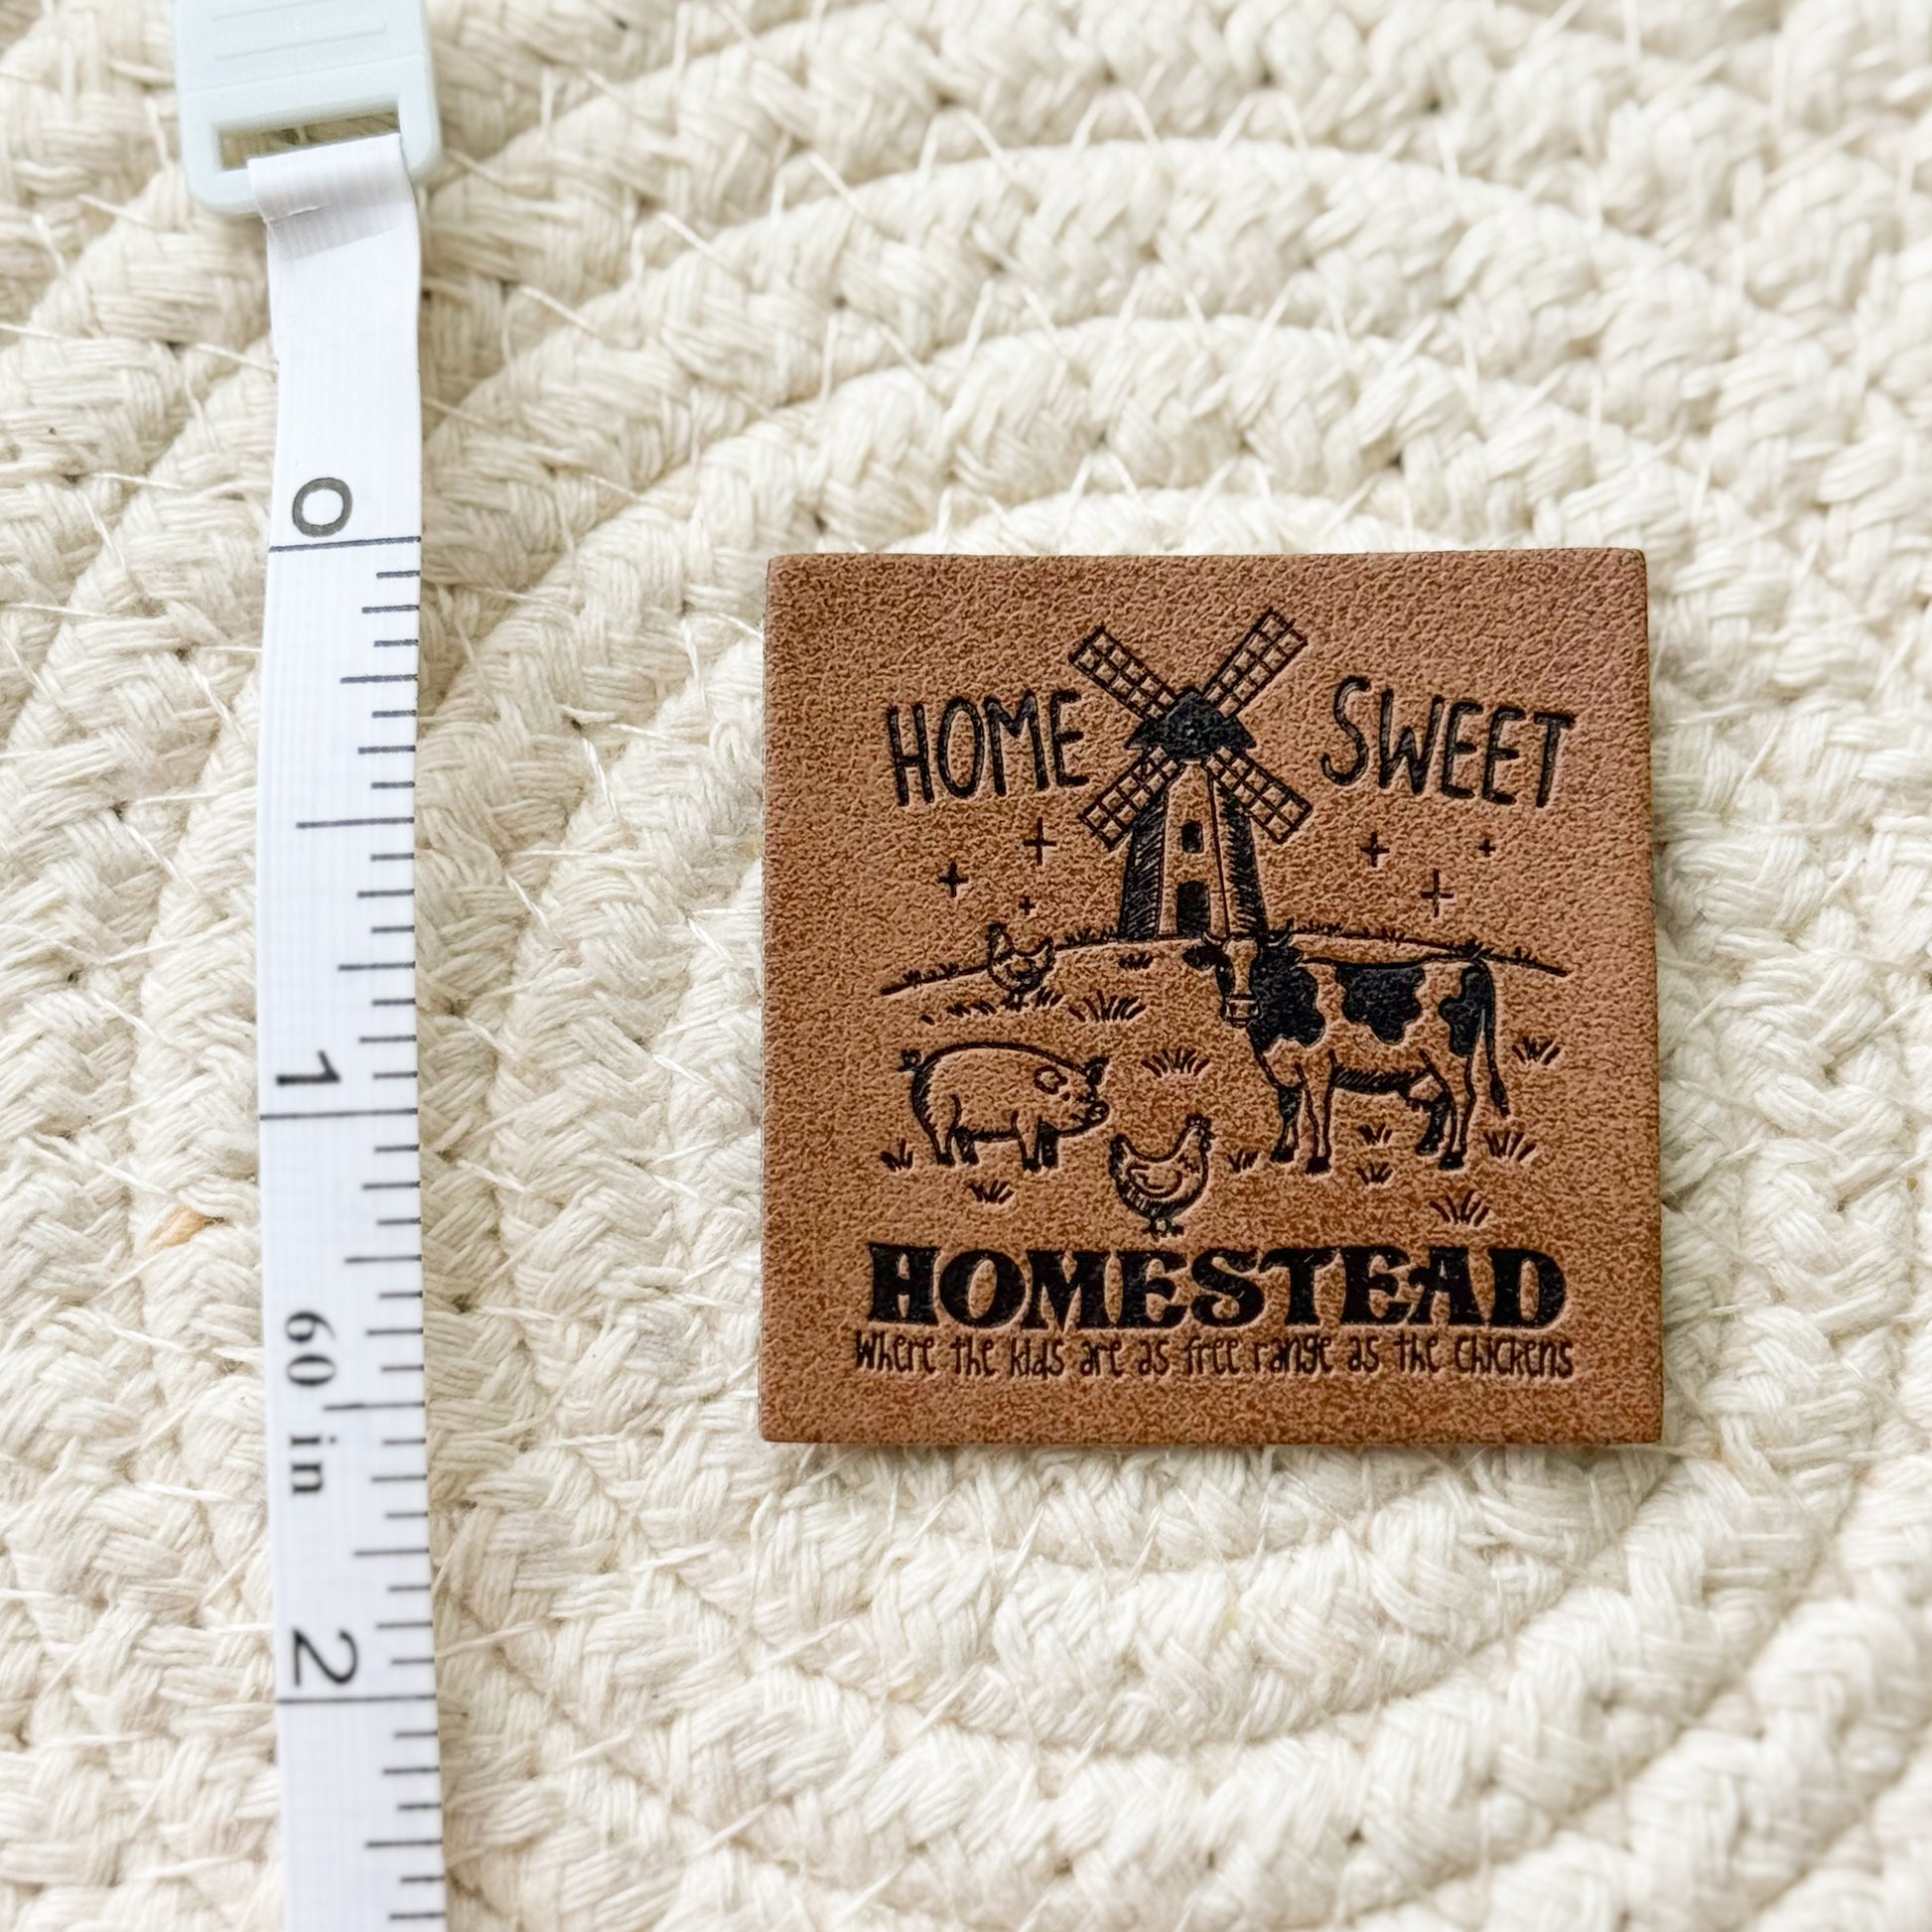 HOME SWEET
HOMESTEAD
Where the kids are as free range as the chickens
0
1
60 in
2